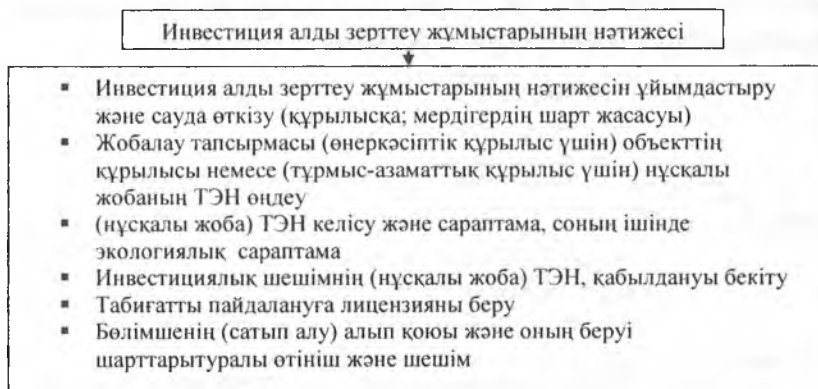 Инвестиция алды зерттеу жұмыстарының нәтижесі
▪ Инвестиция алды зерттеу жұмыстарының нәтижесін ұйымдастыру
және сауда өткізу (құрылысқа; мердігердің шарт жасасуы)
▪ Жобалау тапсырмасы (өнеркәсіптік құрылыс үшін) объекттің
құрылысы немесе (тұрмыс-азаматтық құрылыс үшін) нұсқалы
жобаның ТЭН өңдеу
▪ (нұсқалы жоба) ТЭН келісу және сараптама, соның ішінде
экологиялық сараптама
▪ Инвестициялық шешімнің (нұсқалы жоба) ТЭН, қабылдануы бекіту
▪ Табиғатты пайдалануға лицензияны беру
▪ Бөлімшенің (сатып алу) алып қоюы және оның беруі
шарттарытуралы өтініш және шешім